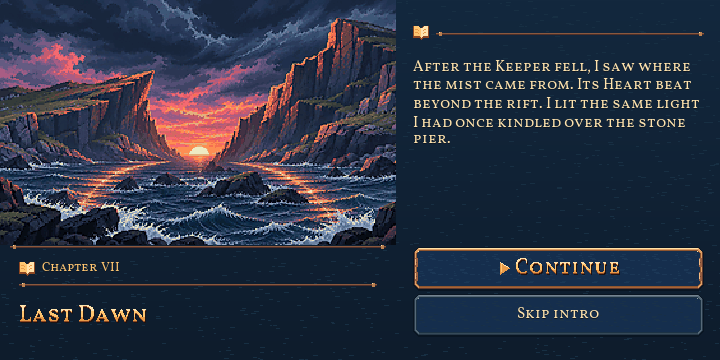 Chapter VII
Last Dawn
After the Keeper fell, I saw where
the mist came from. Its Heart beat
beyond the rift. I lit the same light
I had once kindled over the stone
pier.
Continue
Skip intro